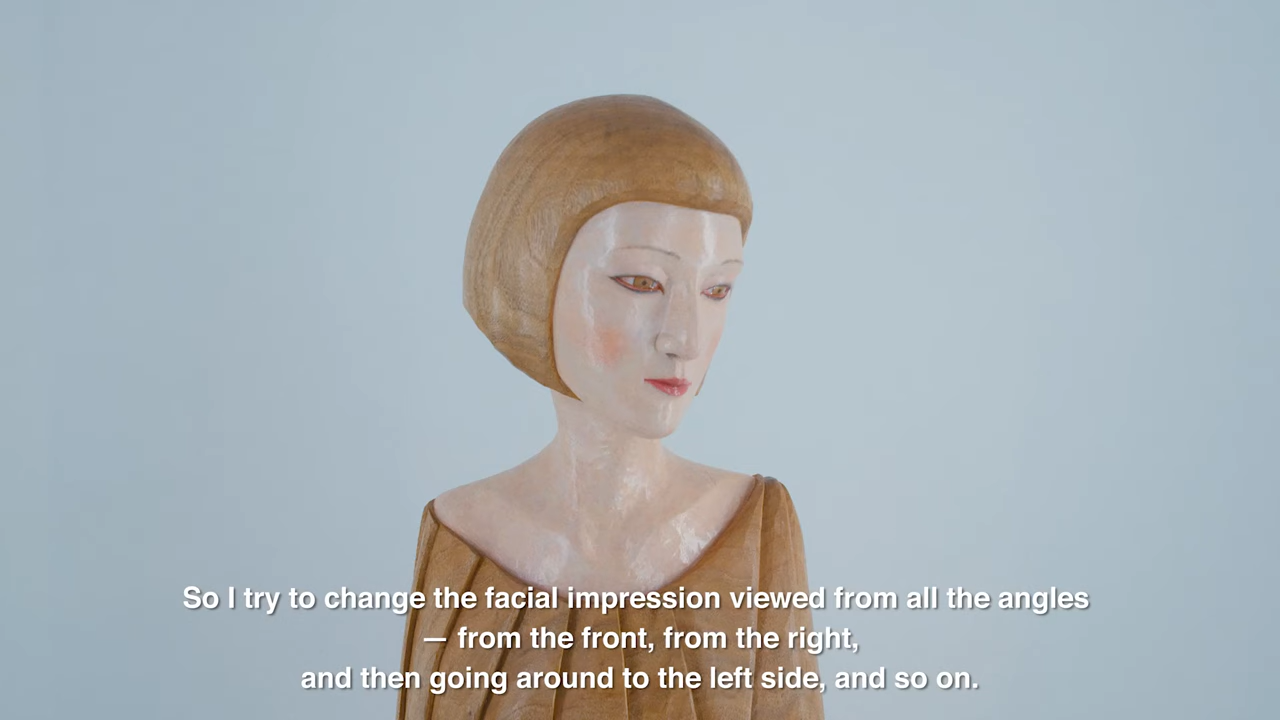 So I try to change the facial impression viewed from all the angles
— from the front, from the right,
and then going around to the left side, and so on.